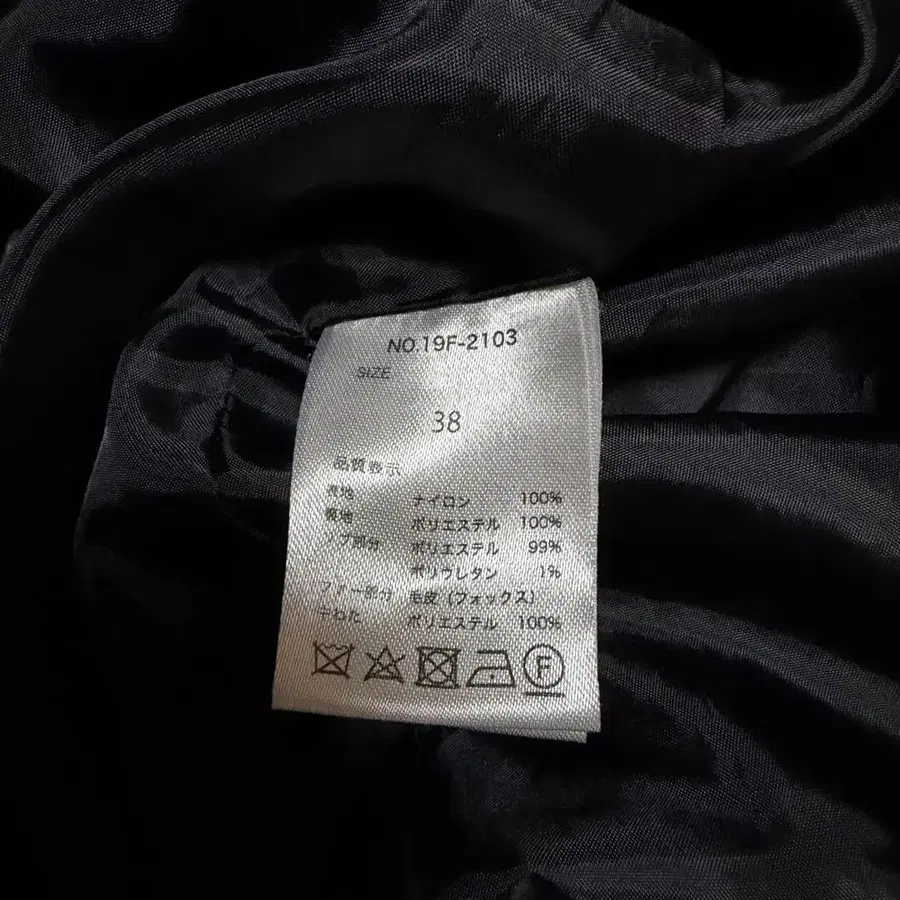 NO.19F-2103
SIZE
38
品質表示
表地 ナイロン 100%
裏地 ポリエステル 100%
リブ部分 ポリエステル 99%
ポリウレタン 1%
ファー部分 毛皮(フォックス)
中わた ポリエステル 100%
F